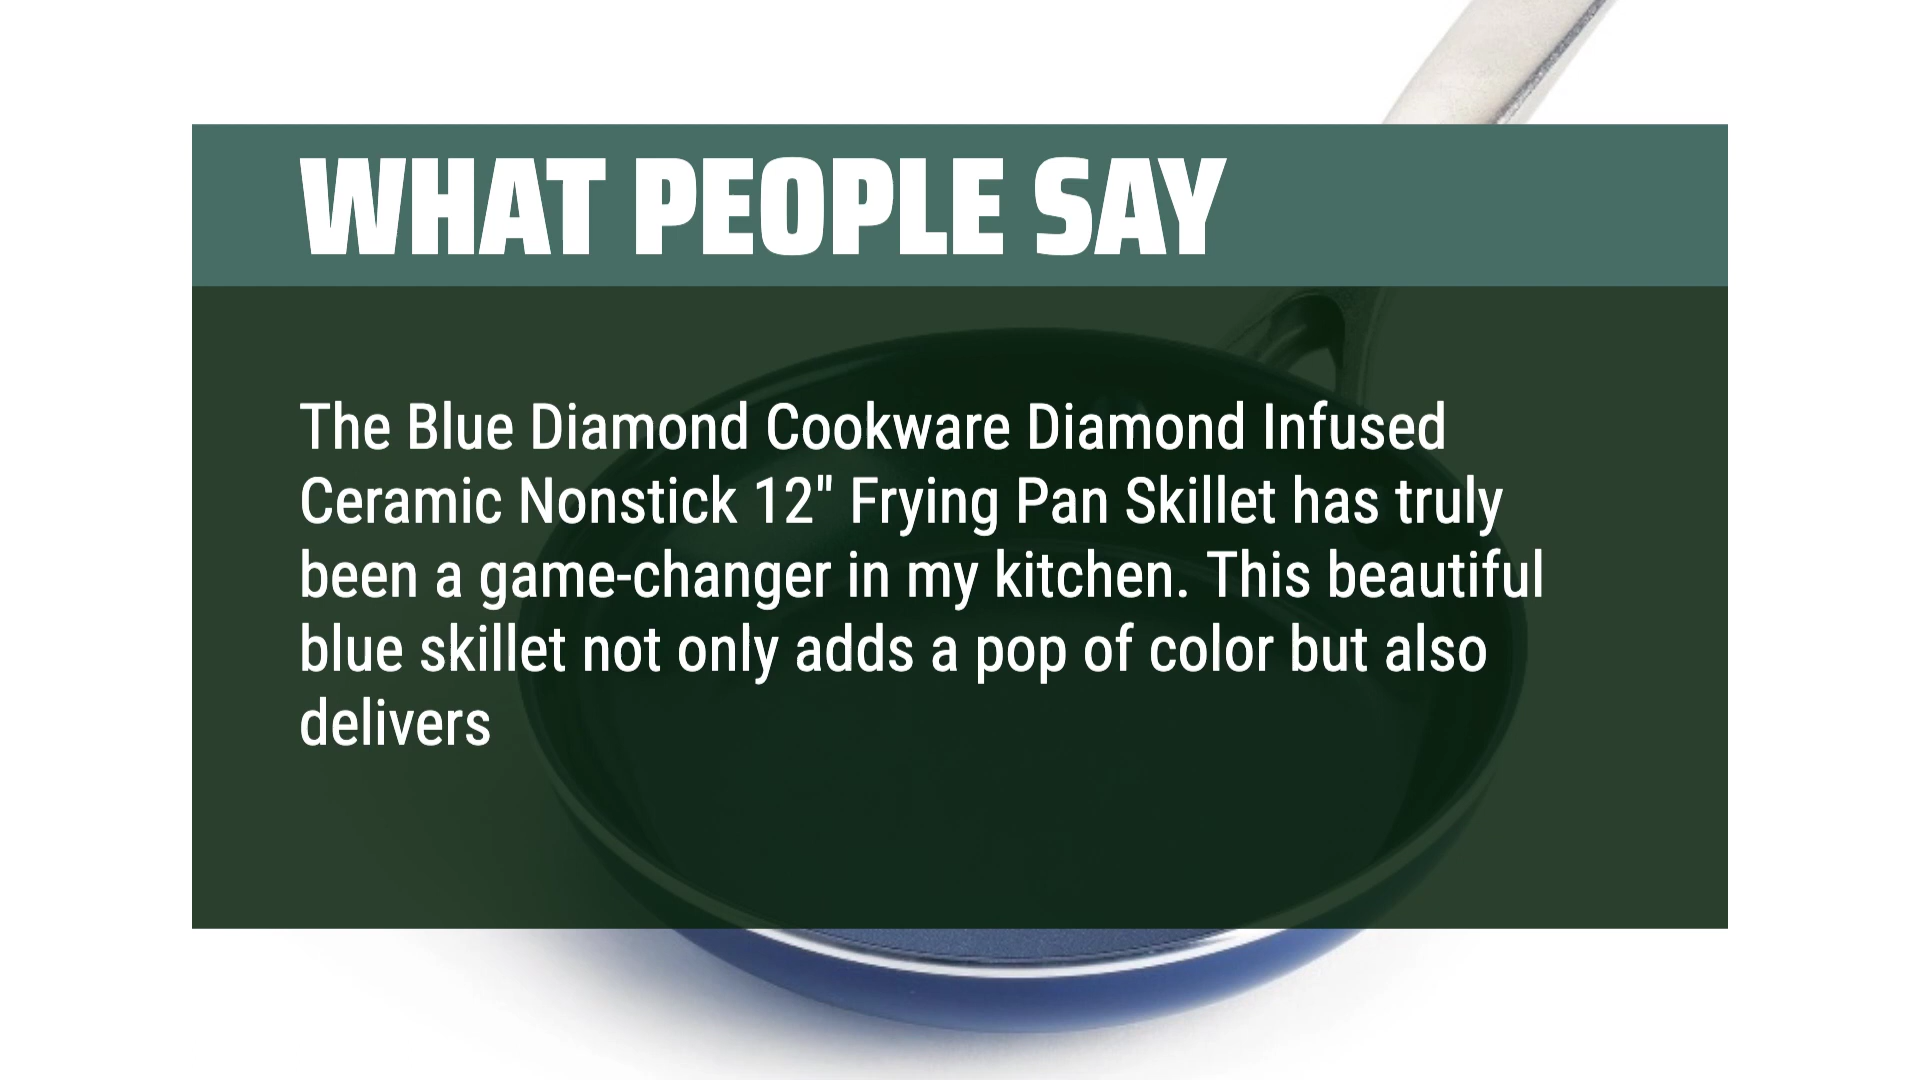 WHAT PEOPLE SAY
The Blue Diamond Cookware Diamond Infused
Ceramic Nonstick 12" Frying Pan Skillet has truly
been a game-changer in my kitchen. This beautiful
blue skillet not only adds a pop of color but also
delivers